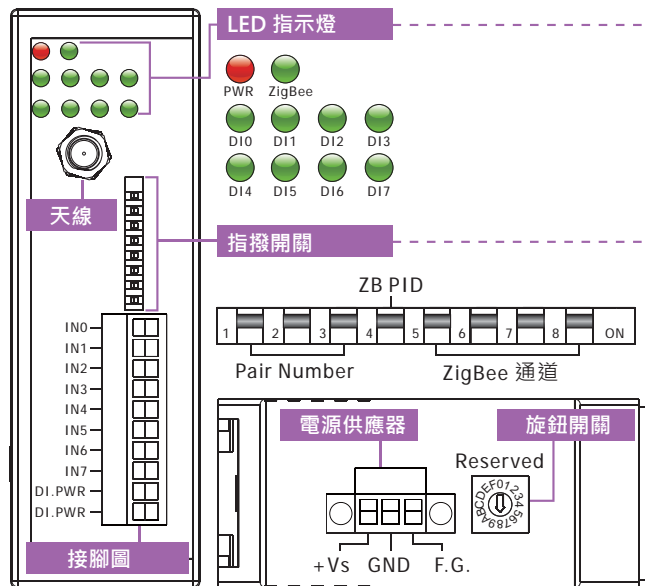 LED 指示燈
PWR ZigBee
DI0 DI1 DI2 DI3
DI4 DI5 DI6 DI7
天線
指撥開關
ZB PID
1 2 3 4 5 6 7 8 ON
Pair Number ZigBee 通道
IN0
IN1
IN2
IN3
IN4
IN5
IN6
IN7
DI.PWR
DI.PWR
接腳圖
電源供應器
旋鈕開關
Reserved
0123456789ABCDEF
+Vs GND F.G.